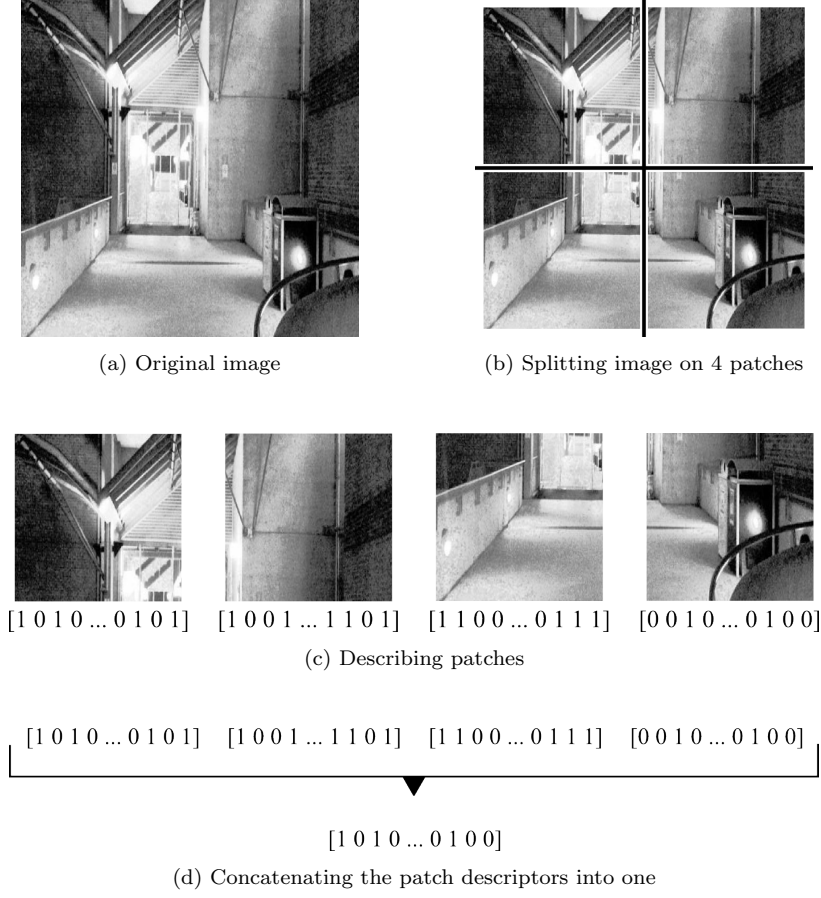 (a) Original image
(b) Splitting image on 4 patches
[1 0 1 0 ... 0 1 0 1]
[1 0 0 1 ... 1 1 0 1]
[1 1 0 0 ... 0 1 1 1]
[0 0 1 0 ... 0 1 0 0]
(c) Describing patches
[1 0 1 0 ... 0 1 0 1]
[1 0 0 1 ... 1 1 0 1]
[1 1 0 0 ... 0 1 1 1]
[0 0 1 0 ... 0 1 0 0]
[1 0 1 0 ... 0 1 0 0]
(d) Concatenating the patch descriptors into one